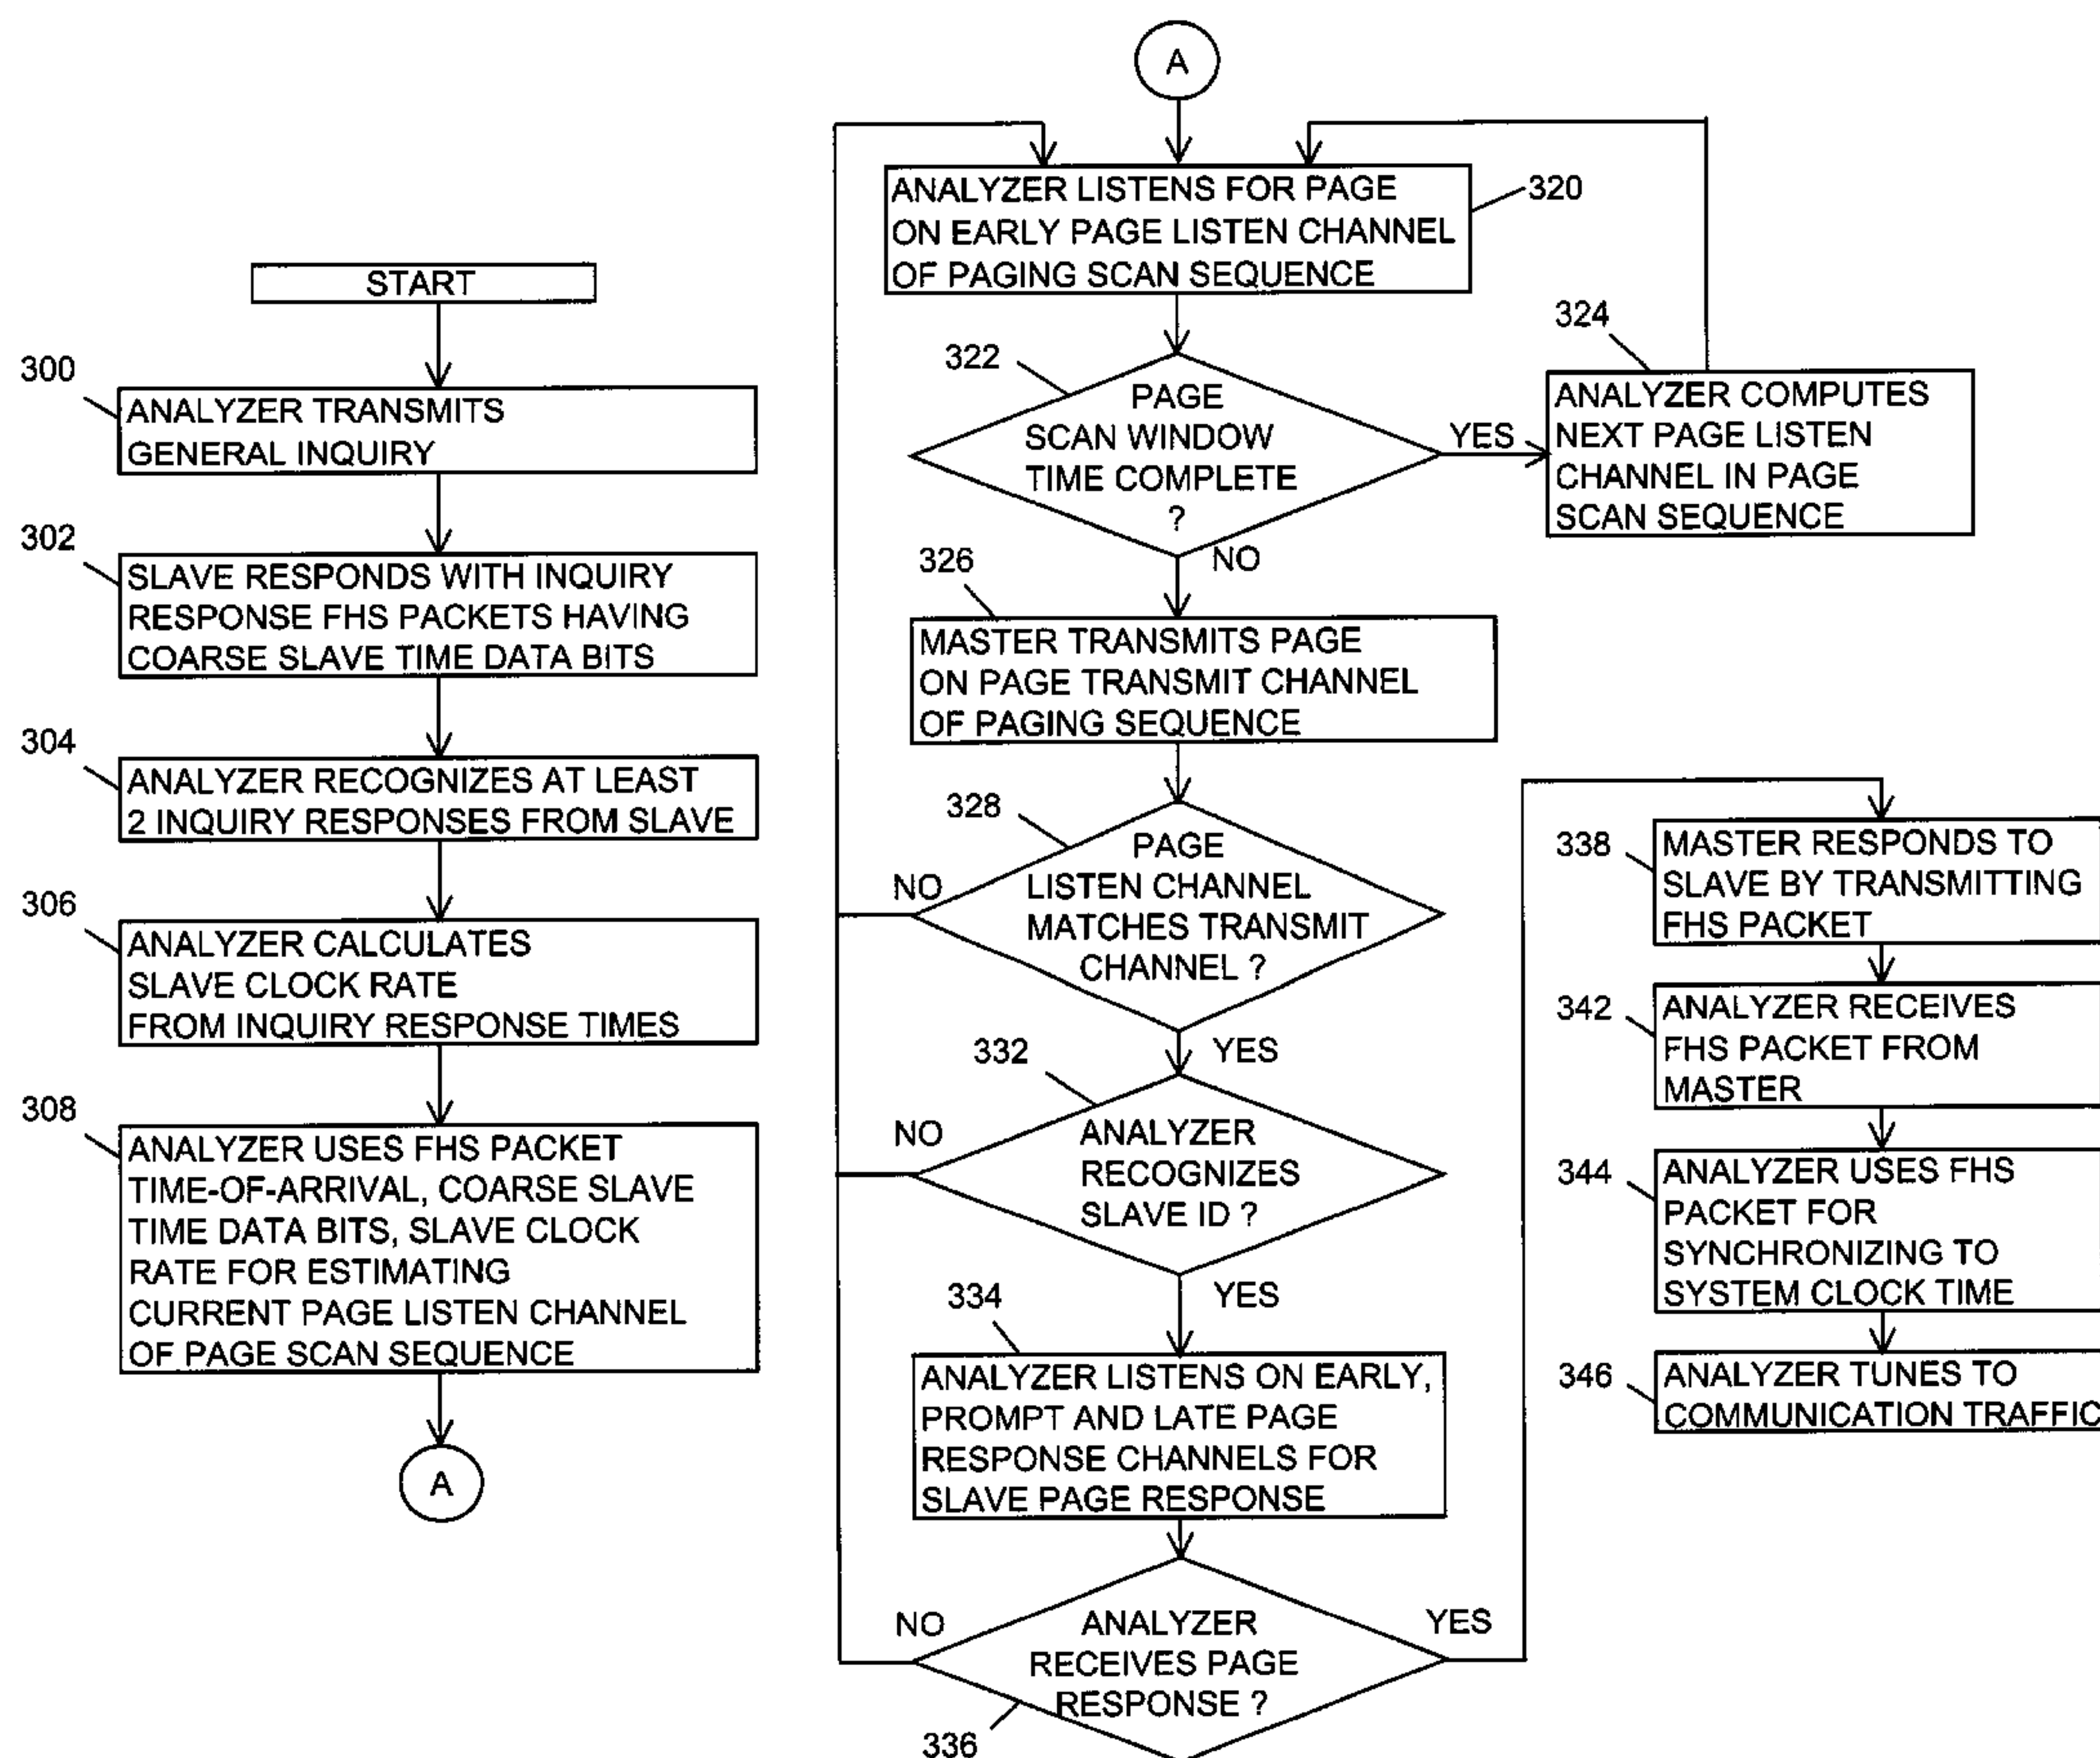 START
300
ANALYZER TRANSMITS
GENERAL INQUIRY
302
SLAVE RESPONDS WITH INQUIRY
RESPONSE FHS PACKETS HAVING
COARSE SLAVE TIME DATA BITS
304
ANALYZER RECOGNIZES AT LEAST
2 INQUIRY RESPONSES FROM SLAVE
306
ANALYZER CALCULATES
SLAVE CLOCK RATE
FROM INQUIRY RESPONSE TIMES
308
ANALYZER USES FHS PACKET
TIME-OF-ARRIVAL, COARSE SLAVE
TIME DATA BITS, SLAVE CLOCK
RATE FOR ESTIMATING
CURRENT PAGE LISTEN CHANNEL
OF PAGE SCAN SEQUENCE
A
A
ANALYZER LISTENS FOR PAGE
ON EARLY PAGE LISTEN CHANNEL
OF PAGING SCAN SEQUENCE
320
322
PAGE
SCAN WINDOW
TIME COMPLETE
?
YES
NO
324
ANALYZER COMPUTES
NEXT PAGE LISTEN
CHANNEL IN PAGE
SCAN SEQUENCE
326
MASTER TRANSMITS PAGE
ON PAGE TRANSMIT CHANNEL
OF PAGING SEQUENCE
328
PAGE
LISTEN CHANNEL
MATCHES TRANSMIT
CHANNEL ?
NO
YES
332
ANALYZER
RECOGNIZES
SLAVE ID ?
NO
YES
334
ANALYZER LISTENS ON EARLY,
PROMPT AND LATE PAGE
RESPONSE CHANNELS FOR
SLAVE PAGE RESPONSE
ANALYZER
RECEIVES PAGE
RESPONSE ?
NO
YES
336
338
MASTER RESPONDS TO
SLAVE BY TRANSMITTING
FHS PACKET
342
ANALYZER RECEIVES
FHS PACKET FROM
MASTER
344
ANALYZER USES FHS
PACKET FOR
SYNCHRONIZING TO
SYSTEM CLOCK TIME
346
ANALYZER TUNES TO
COMMUNICATION TRAFFIC